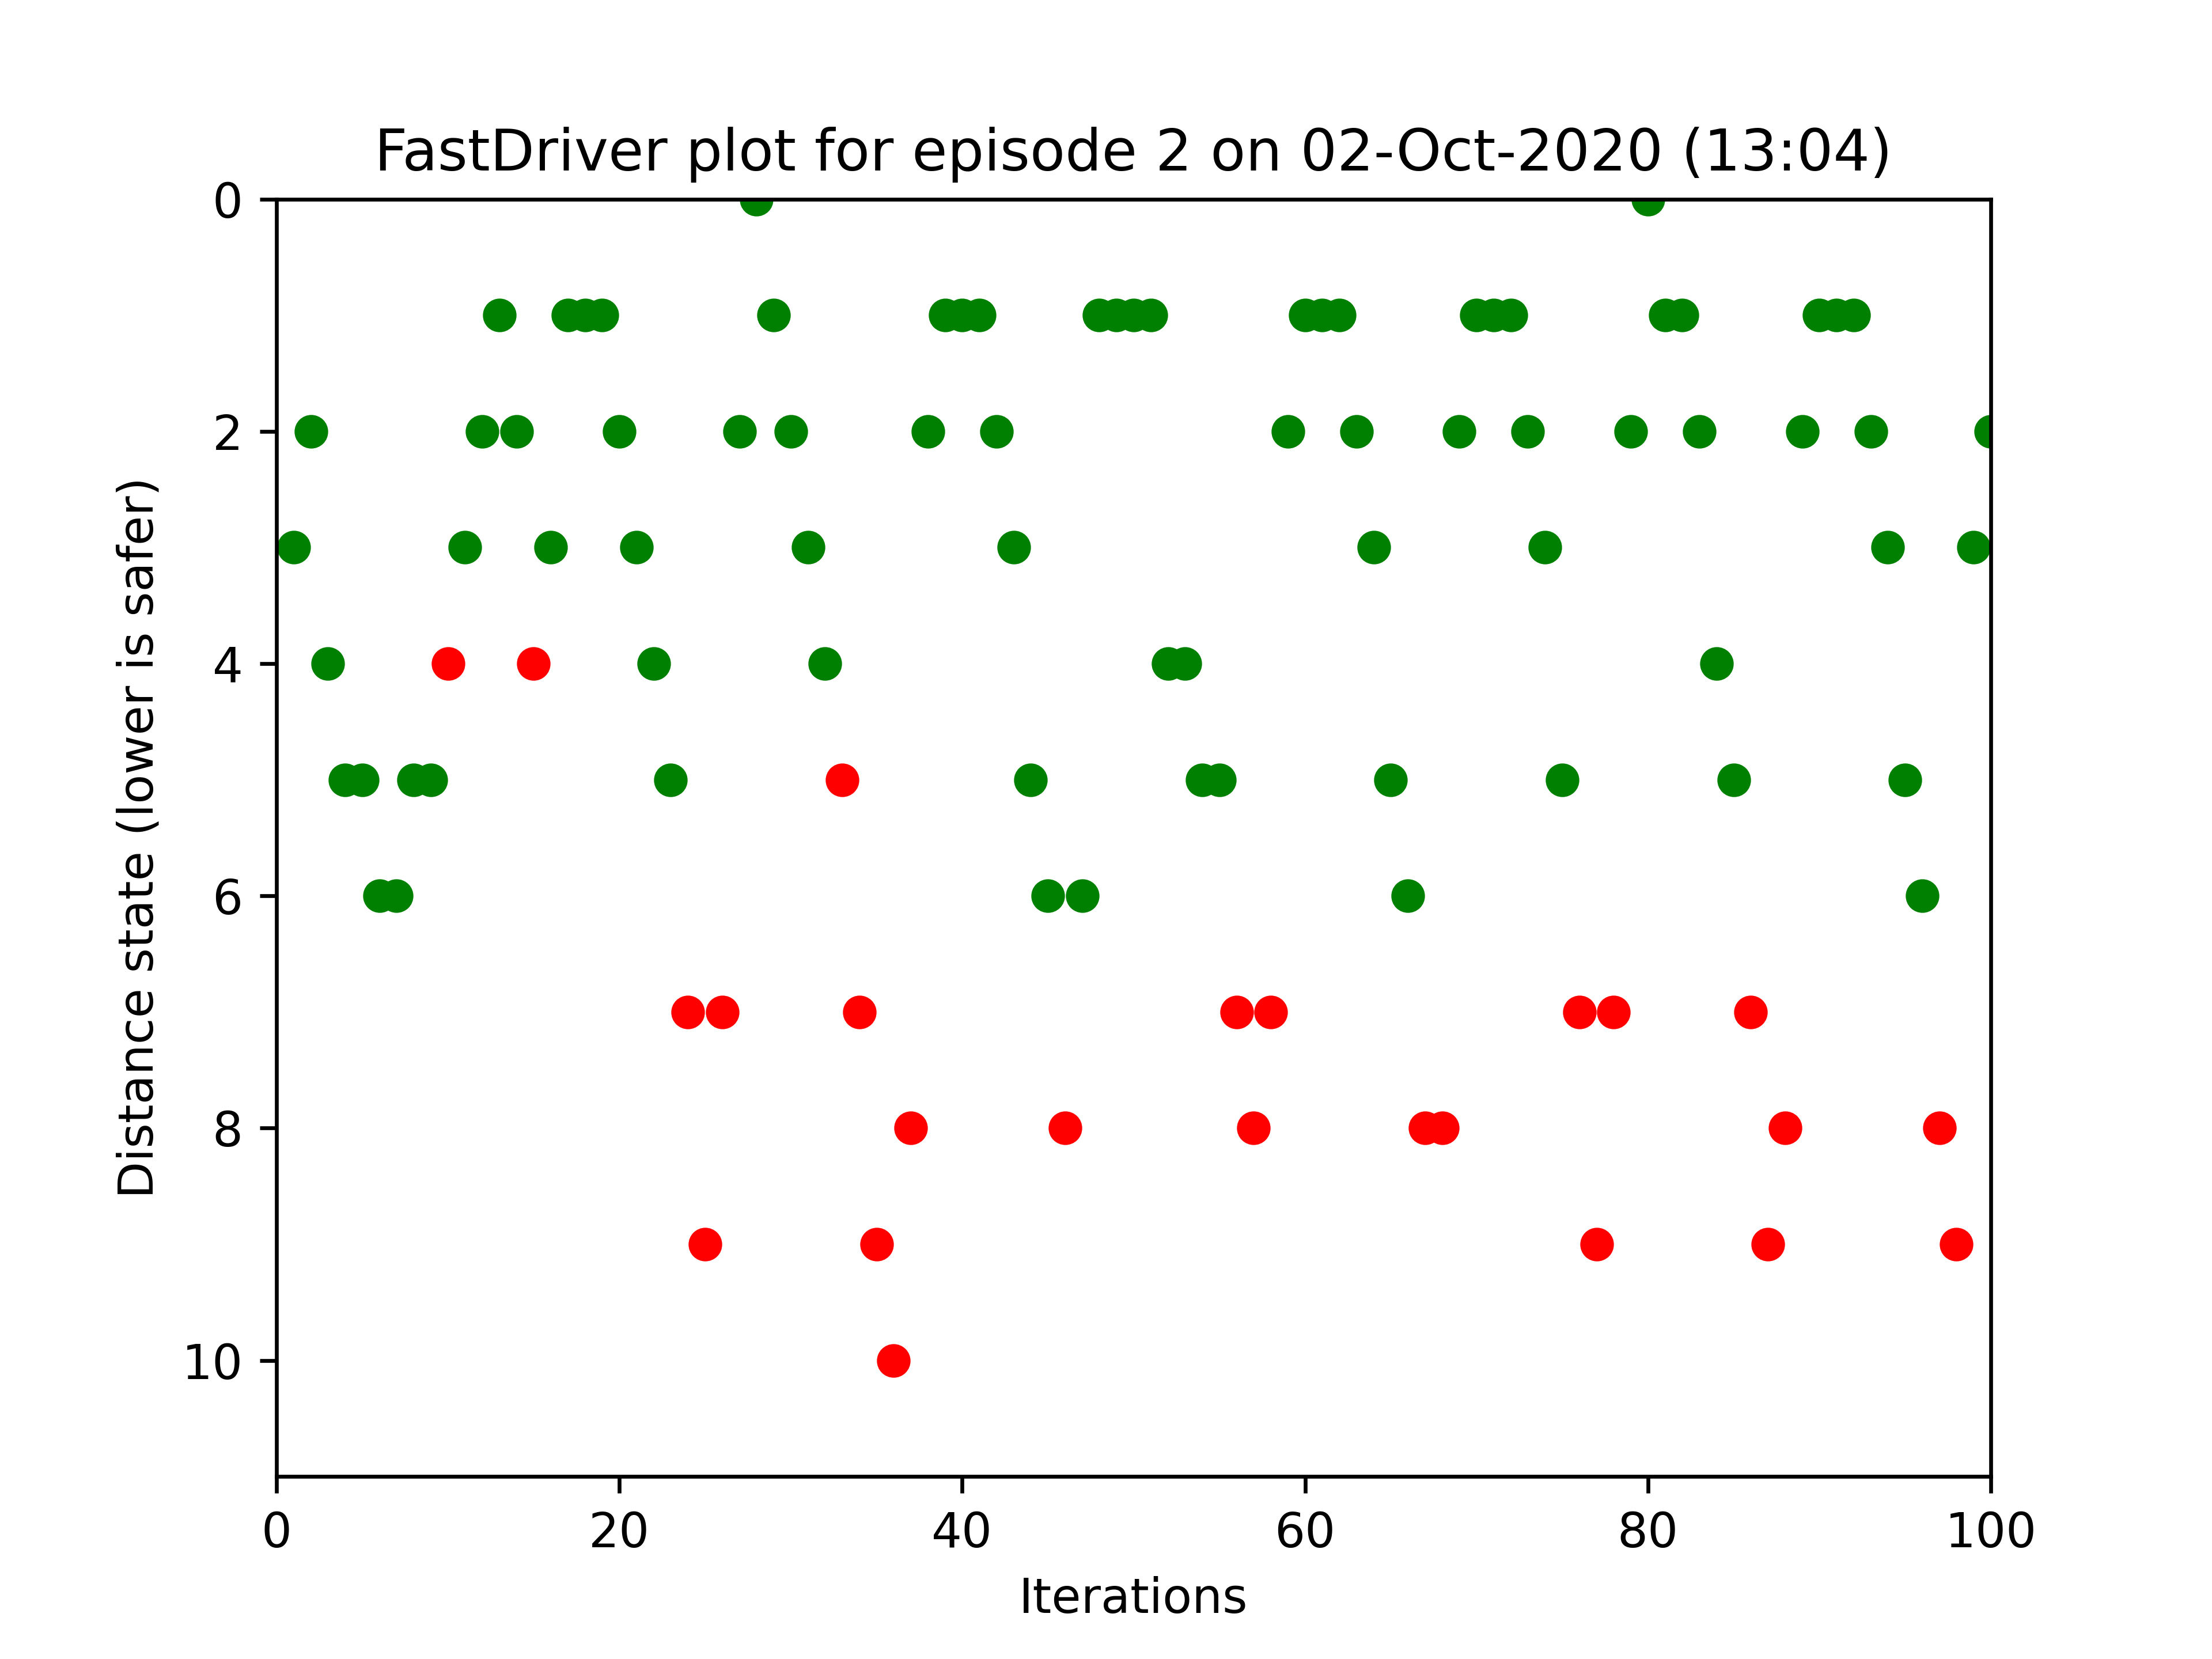 FastDriver plot for episode 2 on 02-Oct-2020 (13:04)
0
2
4
6
8
10
Distance state (lower is safer)
0 20 40 60 80 100
Iterations